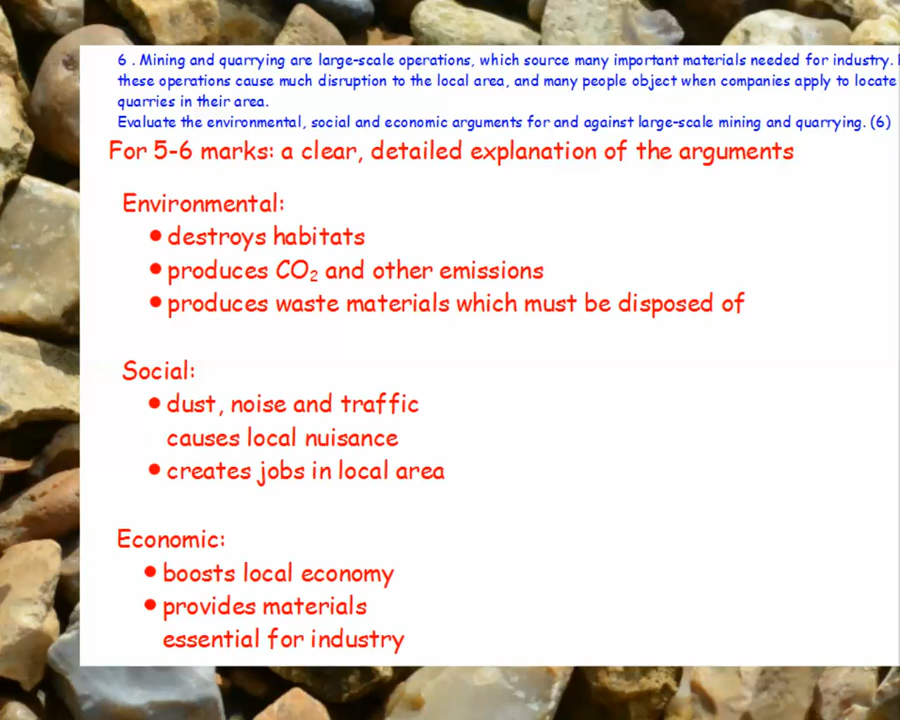 6 . Mining and quarrying are large-scale operations, which source many important materials needed for industry.
these operations cause much disruption to the local area, and many people object when companies apply to locate
quarries in their area.
Evaluate the environmental, social and economic arguments for and against large-scale mining and quarrying. (6)
For 5-6 marks: a clear, detailed explanation of the arguments
Environmental:
• destroys habitats
• produces CO₂ and other emissions
• produces waste materials which must be disposed of
Social:
• dust, noise and traffic
causes local nuisance
• creates jobs in local area
Economic:
• boosts local economy
• provides materials
essential for industry